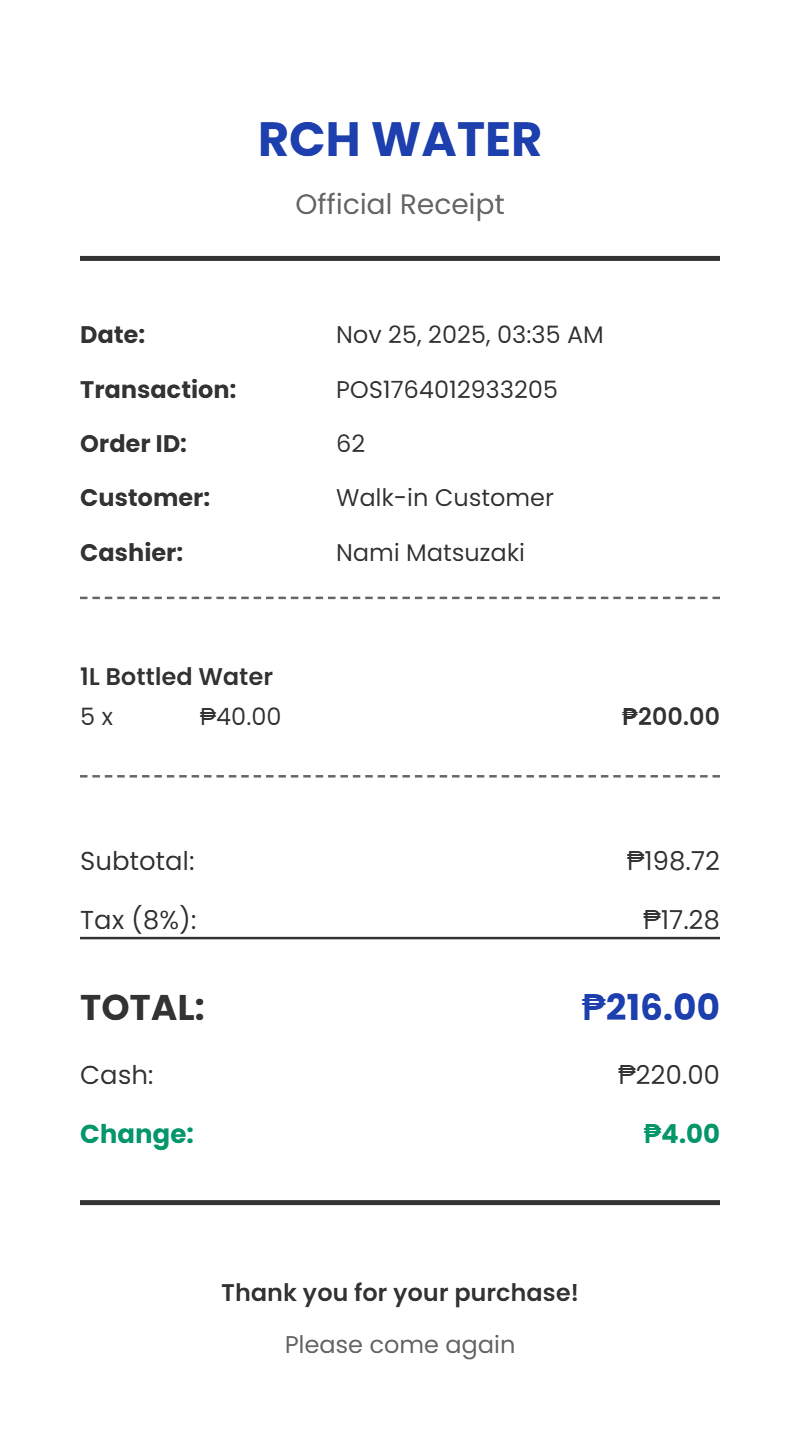 RCH WATER
Official Receipt
Date: Nov 25, 2025, 03:35 AM
Transaction: POS1764012933205
Order ID: 62
Customer: Walk-in Customer
Cashier: Nami Matsuzaki
1L Bottled Water
5 x ₱40.00 ₱200.00
Subtotal: ₱198.72
Tax (8%): ₱17.28
TOTAL: ₱216.00
Cash: ₱220.00
Change: ₱4.00
Thank you for your purchase!
Please come again